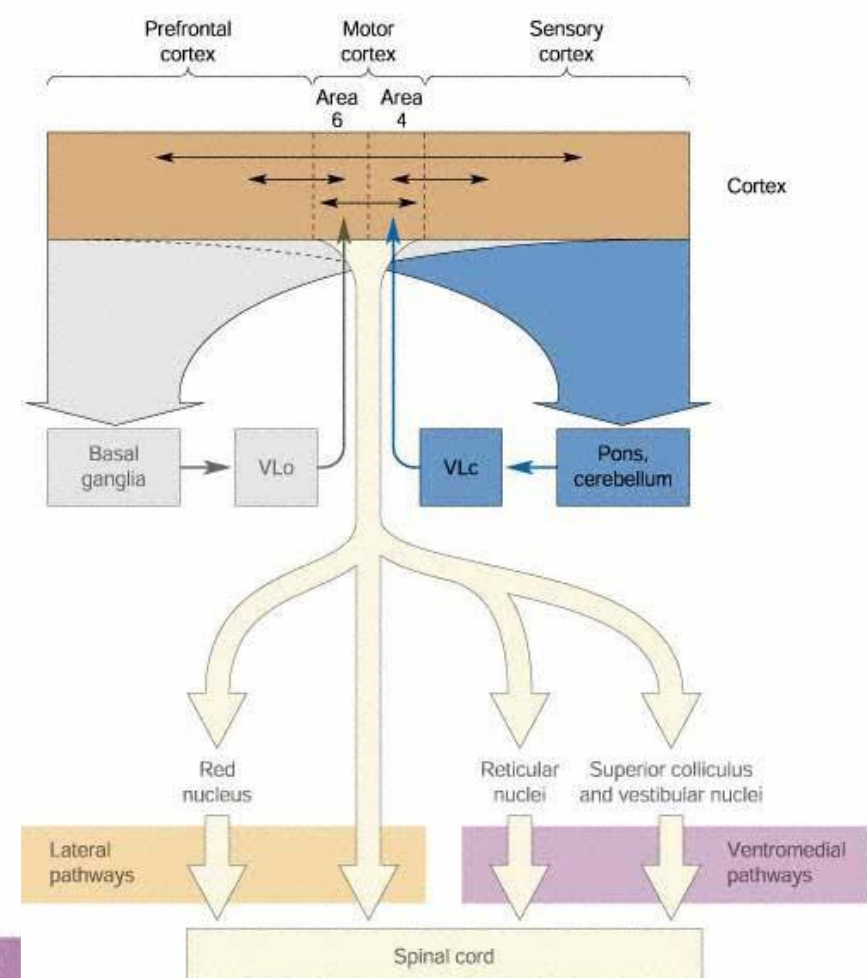 Prefrontal
cortex
Motor
cortex
Sensory
cortex
Area
6
Area
4
Cortex
Basal
ganglia
VLo
VLc
Pons,
cerebellum
Red
nucleus
Reticular
nuclei
Superior colliculus
and vestibular nuclei
Lateral
pathways
Ventromedial
pathways
Spinal cord